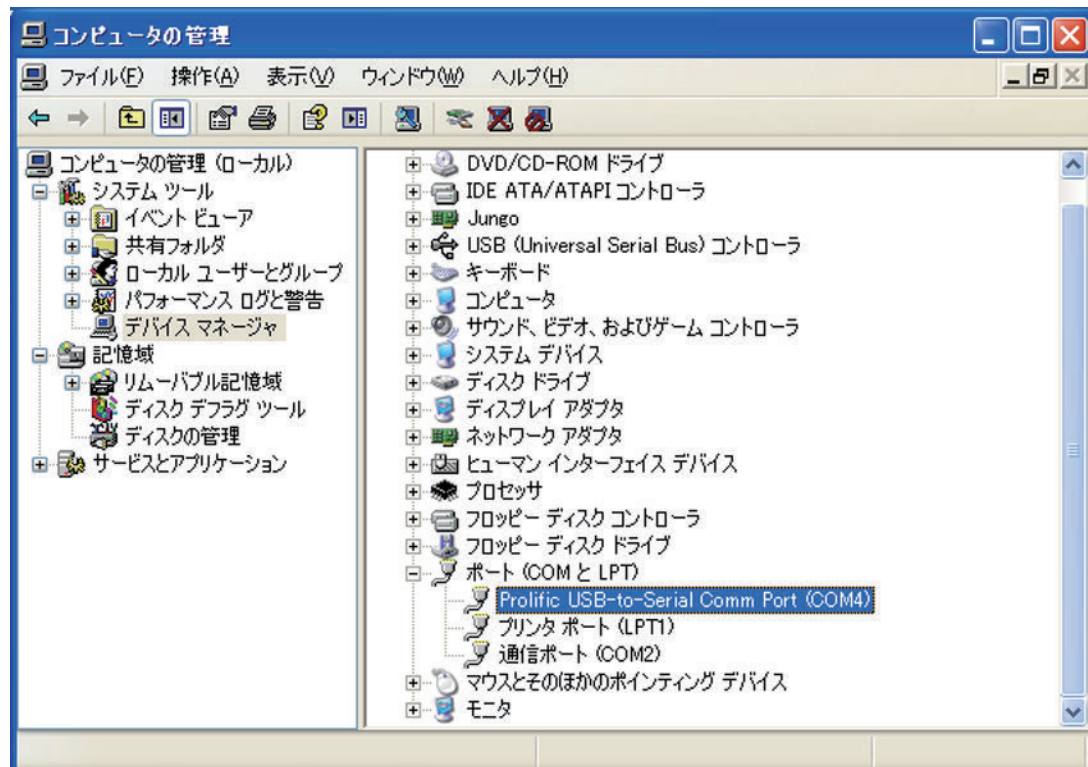 コンピュータの管理
ファイル(F) 操作(A) 表示(V) ウィンドウ(W) ヘルプ(H)
コンピュータの管理 (ローカル)
システム ツール
イベント ビューア
共有フォルダ
ローカル ユーザーとグループ
パフォーマンス ログと警告
デバイス マネージャ
記憶域
リムーバブル記憶域
ディスク デフラグ ツール
ディスクの管理
サービスとアプリケーション
DVD/CD-ROM ドライブ
IDE ATA/ATAPI コントローラ
Jungo
USB (Universal Serial Bus) コントローラ
キーボード
コンピュータ
サウンド、ビデオ、およびゲーム コントローラ
システム デバイス
ディスク ドライブ
ディスプレイ アダプタ
ネットワーク アダプタ
ヒューマン インターフェイス デバイス
プロセッサ
フロッピー ディスク コントローラ
フロッピー ディスク ドライブ
ポート (COM と LPT)
Prolific USB-to-Serial Comm Port (COM4)
プリンタ ポート (LPT1)
通信ポート (COM2)
マウスとそのほかのポインティング デバイス
モニタ